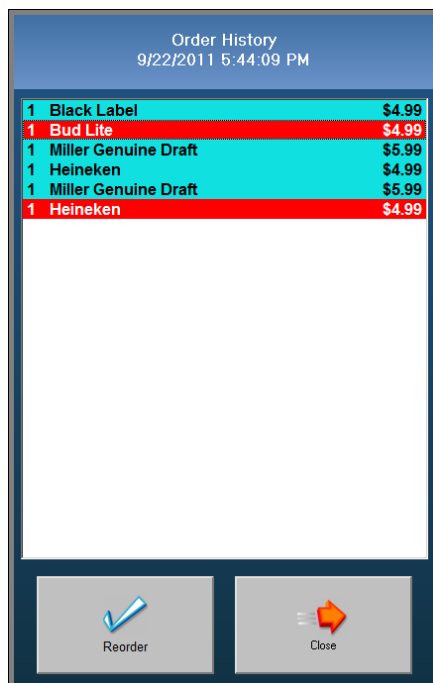 Order History
9/22/2011 5:44:09 PM
1 Black Label $4.99
1 Bud Lite $4.99
1 Miller Genuine Draft $5.99
1 Heineken $4.99
1 Miller Genuine Draft $5.99
1 Heineken $4.99
Reorder Close